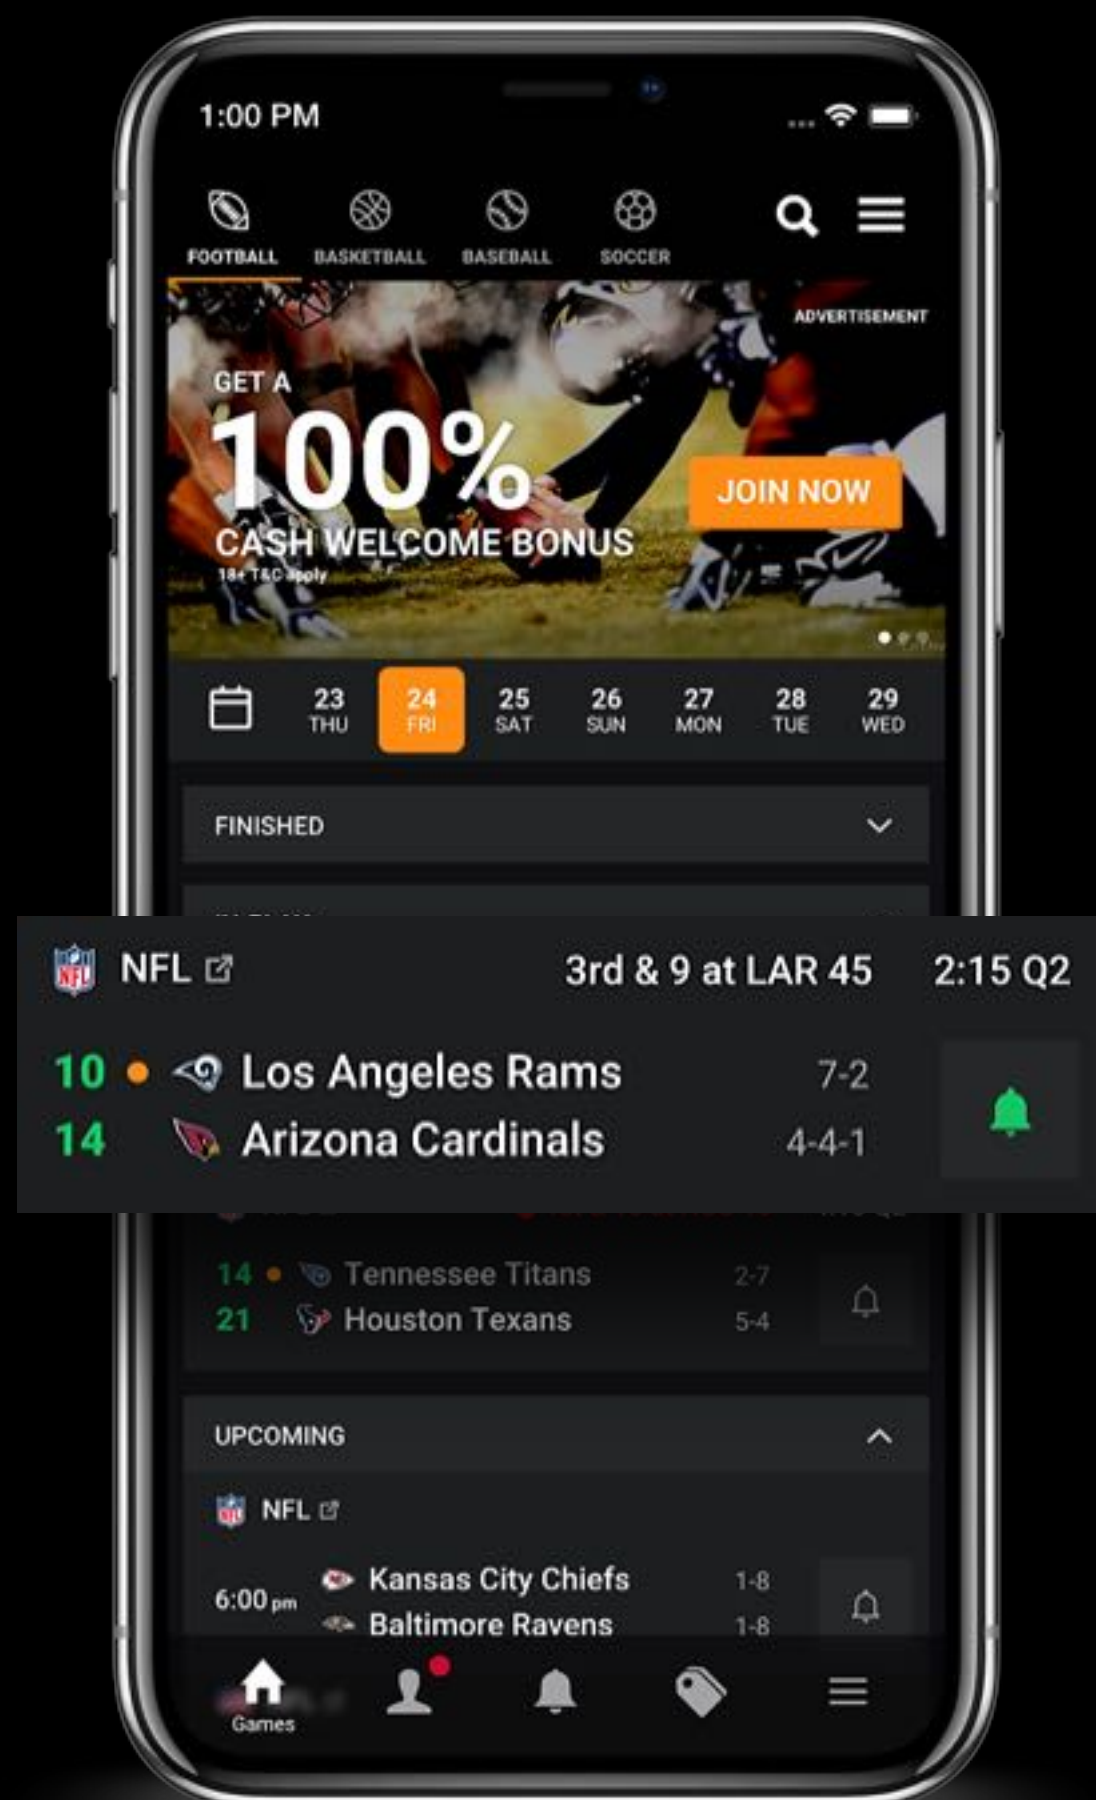 1:00 PM
FOOTBALL BASKETBALL BASEBALL SOCCER
ADVERTISEMENT
GET A
100%
CASH WELCOME BONUS
18+ T&C apply
JOIN NOW
23 24 25 26 27 28 29
THU FRI SAT SUN MON TUE WED
FINISHED
NFL 3rd & 9 at LAR 45 2:15 Q2
10 Los Angeles Rams 7-2
14 Arizona Cardinals 4-4-1
14 Tennessee Titans 2-7
21 Houston Texans 5-4
UPCOMING
NFL
6:00 pm
Kansas City Chiefs 1-8
Baltimore Ravens 1-8
Games